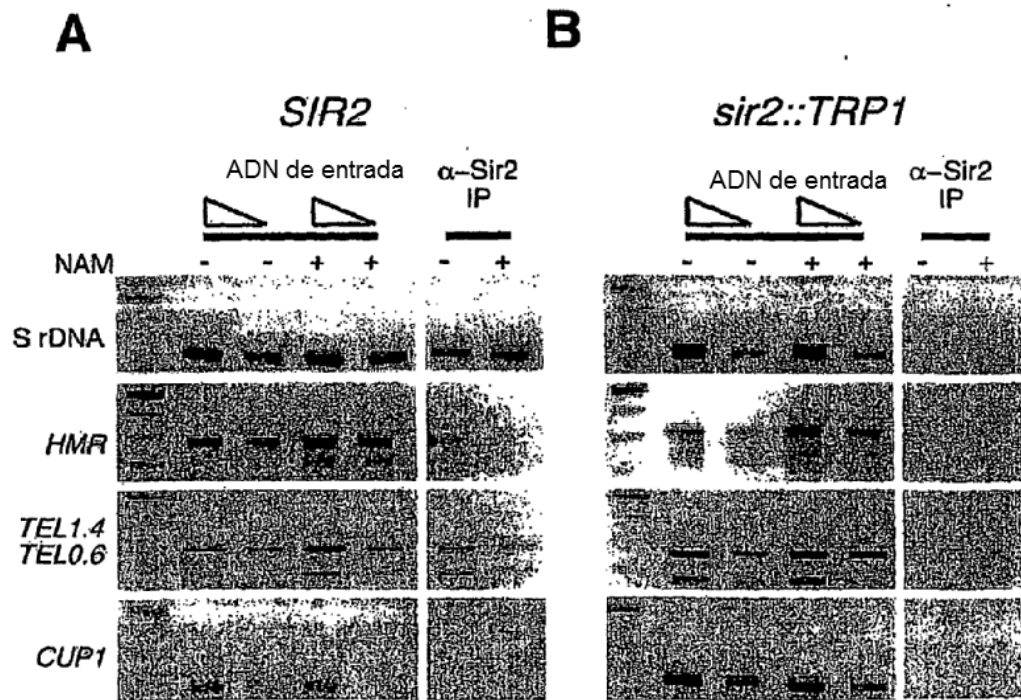 A
B
SIR2
sir2::TRP1
ADN de entrada
α-Sir2
IP
ADN de entrada
α-Sir2
IP
NAM
- - + + - +
- - + + - +
S rDNA
HMR
TEL1.4
TEL0.6
CUP1